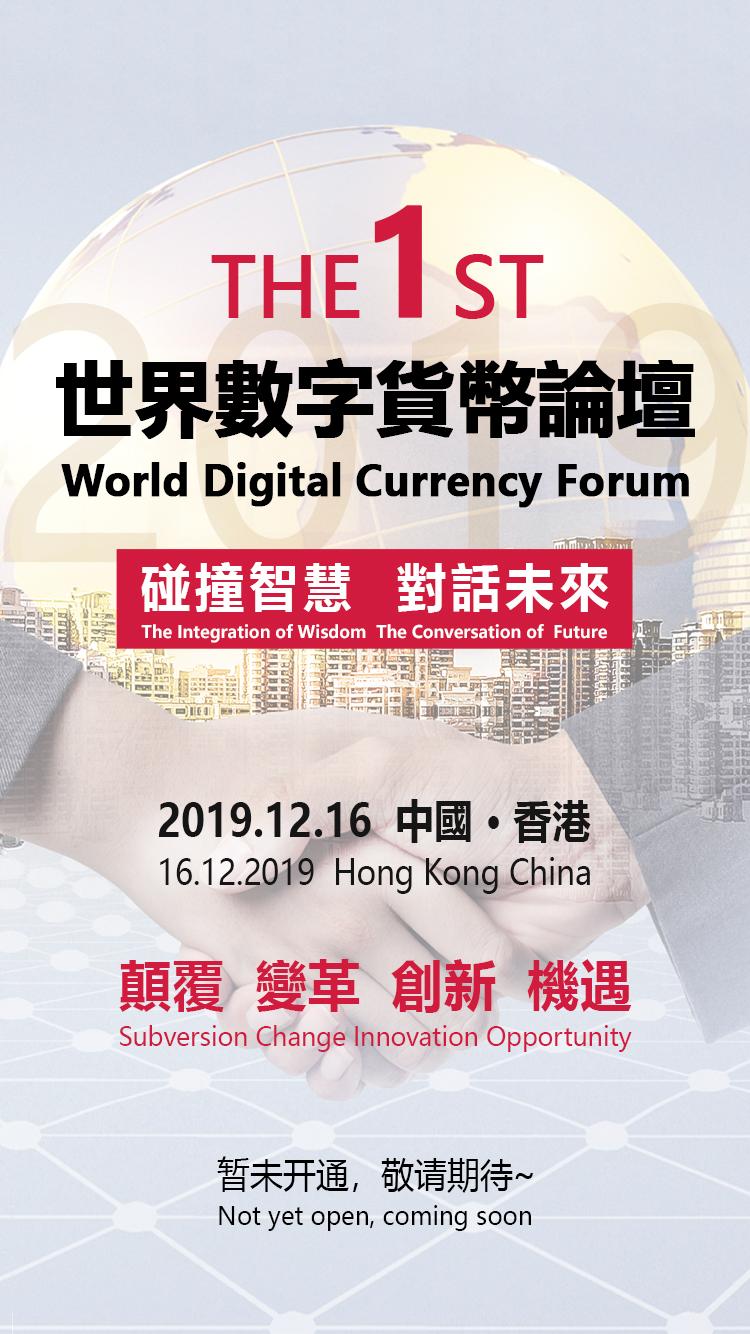 THE 1 ST
2019
世界數字貨幣論壇
World Digital Currency Forum
碰撞智慧 對話未來
The Integration of Wisdom The Conversation of Future
2019.12.16 中國·香港
16.12.2019 Hong Kong China
顛覆 變革 創新 機遇
Subversion Change Innovation Opportunity
暂未开通，敬请期待~
Not yet open, coming soon